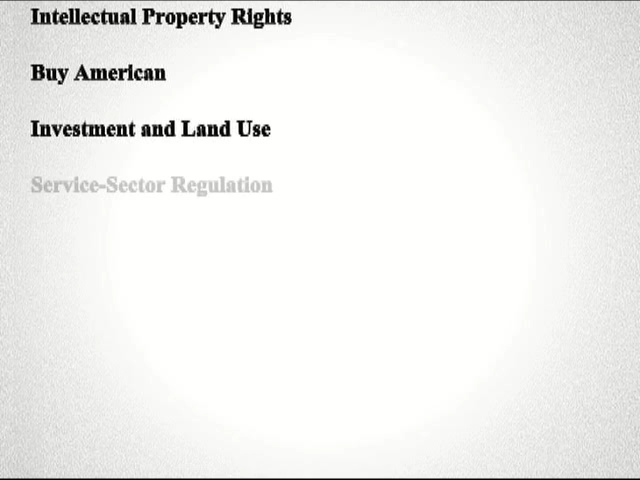 Intellectual Property Rights
Buy American
Investment and Land Use
Service-Sector Regulation